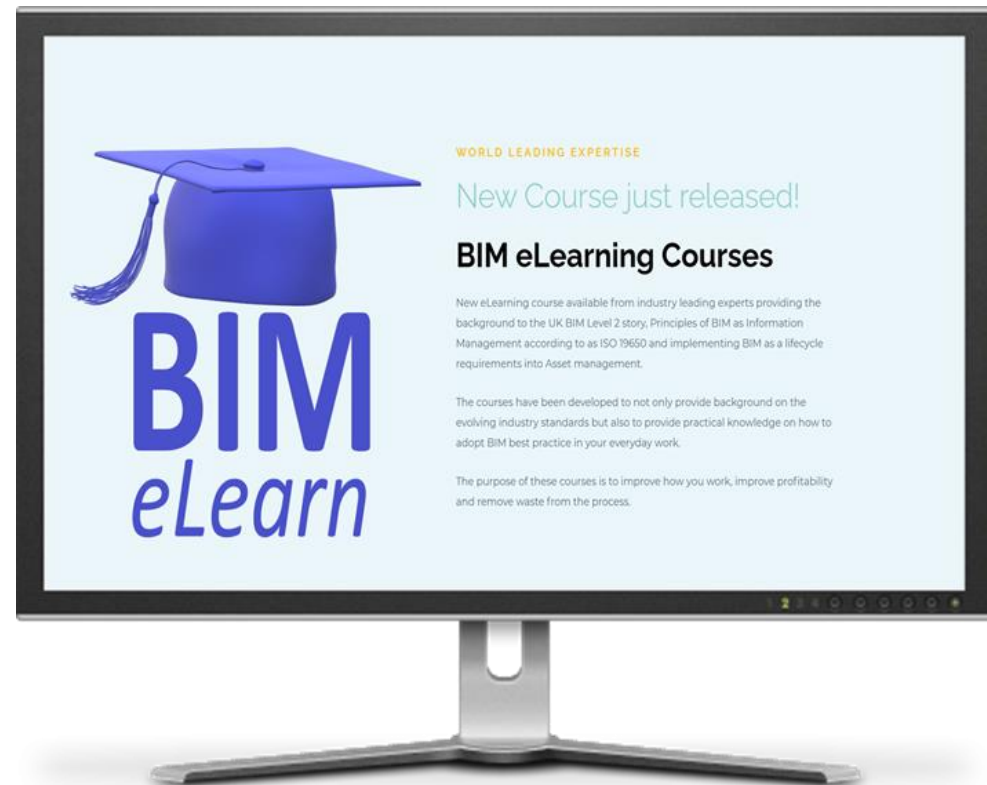 WORLD LEADING EXPERTISE
New Course just released!
BIM eLearning Courses
New eLearning course available from industry leading experts providing the
background to the UK BIM Level 2 story, Principles of BIM as Information
Management according to as ISO 19650 and implementing BIM as a lifecycle
requirements into Asset management.
The courses have been developed to not only provide background on the
evolving industry standards but also to provide practical knowledge on how to
adopt BIM best practice in your everyday work.
The purpose of these courses is to improve how you work, improve profitability
and remove waste from the process.
BIM
eLearn
1 2 3 4